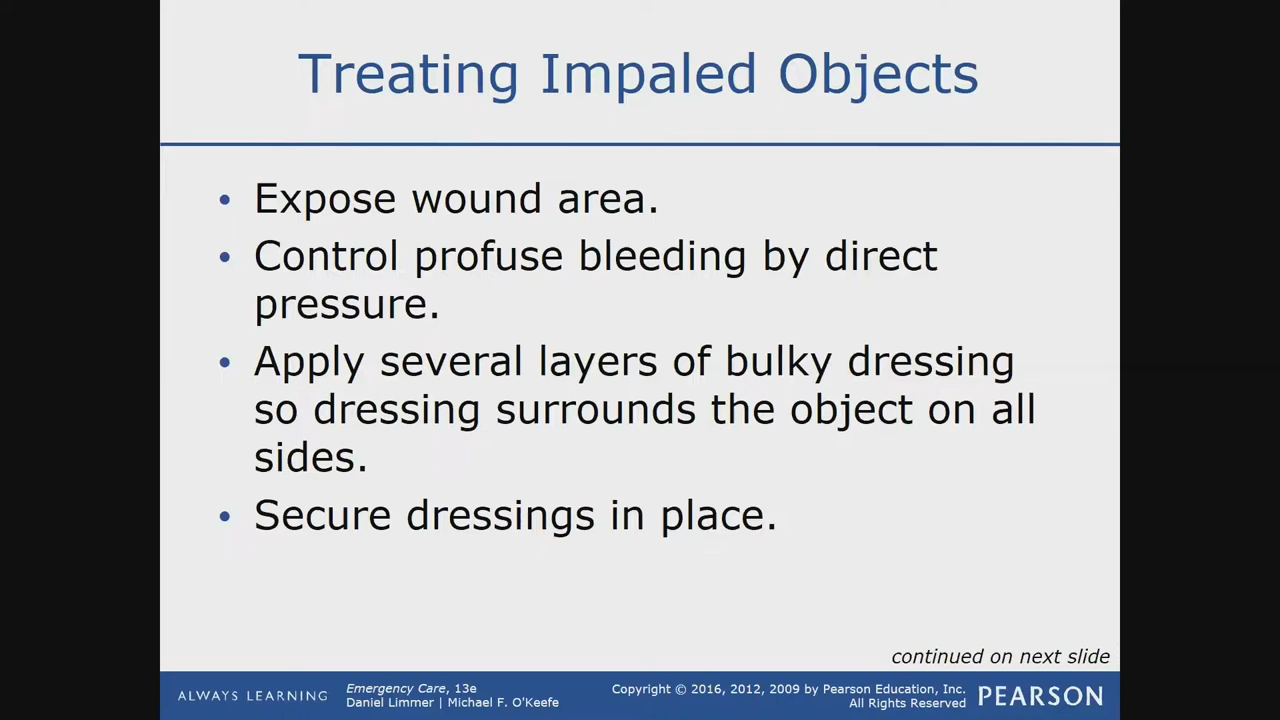 Treating Impaled Objects
• Expose wound area.
• Control profuse bleeding by direct
pressure.
• Apply several layers of bulky dressing
so dressing surrounds the object on all
sides.
• Secure dressings in place.
continued on next slide
ALWAYS LEARNING
Emergency Care, 13e
Daniel Limmer | Michael F. O'Keefe
Copyright © 2016, 2012, 2009 by Pearson Education, Inc.
All Rights Reserved
PEARSON